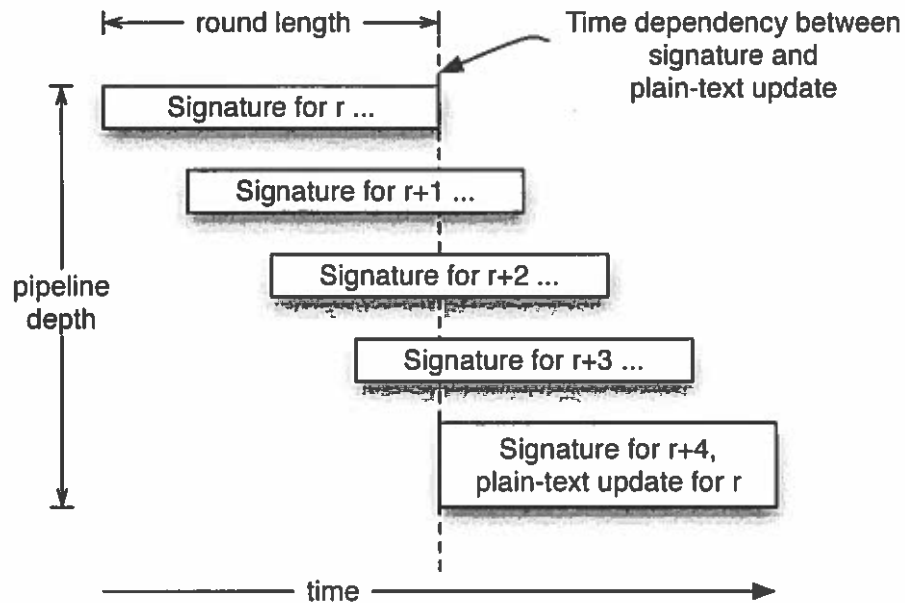 round length
Time dependency between
signature and
plain-text update
Signature for r ...
Signature for r+1 ...
Signature for r+2 ...
pipeline
depth
Signature for r+3 ...
Signature for r+4,
plain-text update for r
time